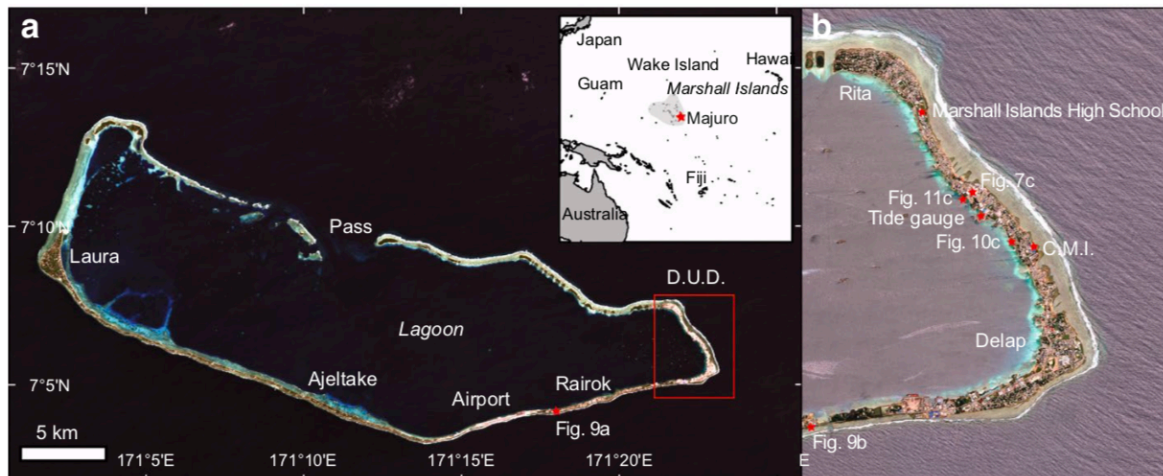 a
7°15'N
7°10'N
7°5'N
Laura
Pass
D.U.D.
Lagoon
Ajeltake
Airport
Rairok
Fig. 9a
5 km
171°5'E
171°10'E
171°15'E
171°20'E
E
Japan
Wake Island
Hawai
Guam
Marshall Islands
Majuro
Fiji
Australia
b
Rita
Marshall Islands High School
Fig. 7c
Fig. 11c
Tide gauge
Fig. 10c
C.M.I.
Delap
Fig. 9b